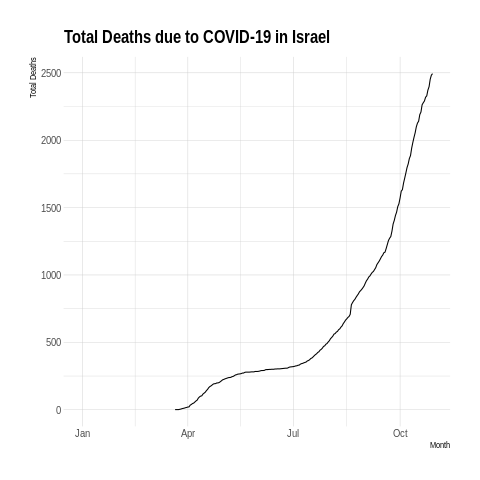 Total Deaths due to COVID-19 in Israel
Total Deaths
2500
2000
1500
1000
500
0
Jan Apr Jul Oct
Month